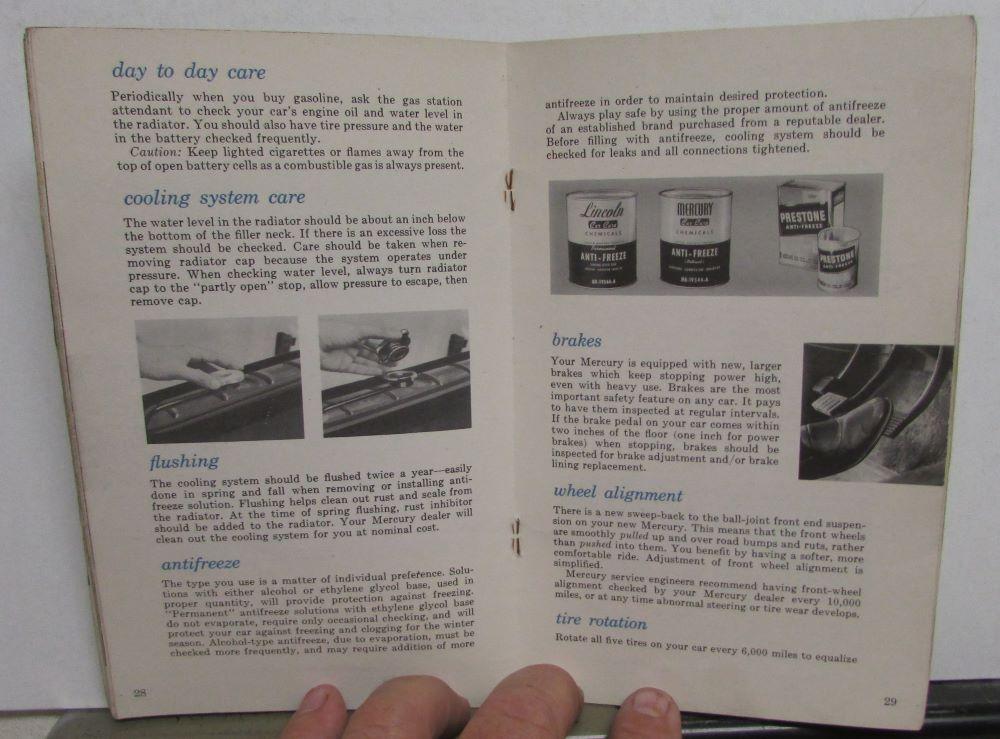 day to day care
Periodically when you buy gasoline, ask the gas station
attendant to check your car's engine oil and water level in
the radiator. You should also have tire pressure and the water
in the battery checked frequently.
Caution: Keep lighted cigarettes or flames away from the
top of open battery cells as a combustible gas is always present.
cooling system care
The water level in the radiator should be about an inch below
the bottom of the filler neck. If there is an excessive loss the
system should be checked. Care should be taken when re-
moving radiator cap because the system operates under
pressure. When checking water level, always turn radiator
cap to the "partly open" stop, allow pressure to escape, then
remove cap.
flushing
The cooling system should be flushed twice a year—easily
done in spring and fall when removing or installing anti-
freeze solution. Flushing helps clean out rust and scale from
the radiator. At the time of spring flushing, rust inhibitor
should be added to the radiator. Your Mercury dealer will
clean out the cooling system for you at nominal cost.
antifreeze
The type you use is a matter of individual preference. Solu-
tions with either alcohol or ethylene glycol base, used in
proper quantity, will provide protection against freezing.
"Permanent" antifreeze solutions with ethylene glycol base
do not evaporate, require only occasional checking, and will
protect your car against freezing and clogging for the winter
season. Alcohol-type antifreeze, due to evaporation, must be
checked more frequently, and may require addition of more
28
antifreeze in order to maintain desired protection.
Always play safe by using the proper amount of antifreeze
of an established brand purchased from a reputable dealer.
Before filling with antifreeze, cooling system should be
checked for leaks and all connections tightened.
Lincoln
Car Care
CHEMICALS
Permanent
ANTI-FREEZE
8A-19544-A
MERCURY
Car Care
CHEMICALS
ANTI-FREEZE
8A-19544-A
PRESTONE
ANTI-FREEZE
PRESTONE
ANTI-FREEZE
brakes
Your Mercury is equipped with new, larger
brakes which keep stopping power high,
even with heavy use. Brakes are the most
important safety feature on any car. It pays
to have them inspected at regular intervals.
If the brake pedal on your car comes within
two inches of the floor (one inch for power
brakes) when stopping, brakes should be
inspected for brake adjustment and/or brake
lining replacement.
wheel alignment
There is a new sweep-back to the ball-joint front end suspen-
sion on your new Mercury. This means that the front wheels
are smoothly pulled up and over road bumps and ruts, rather
than pushed into them. You benefit by having a softer, more
comfortable ride. Adjustment of front wheel alignment is
simplified.
Mercury service engineers recommend having front-wheel
alignment checked by your Mercury dealer every 10,000
miles, or at any time abnormal steering or tire wear develops.
tire rotation
Rotate all five tires on your car every 6,000 miles to equalize
29